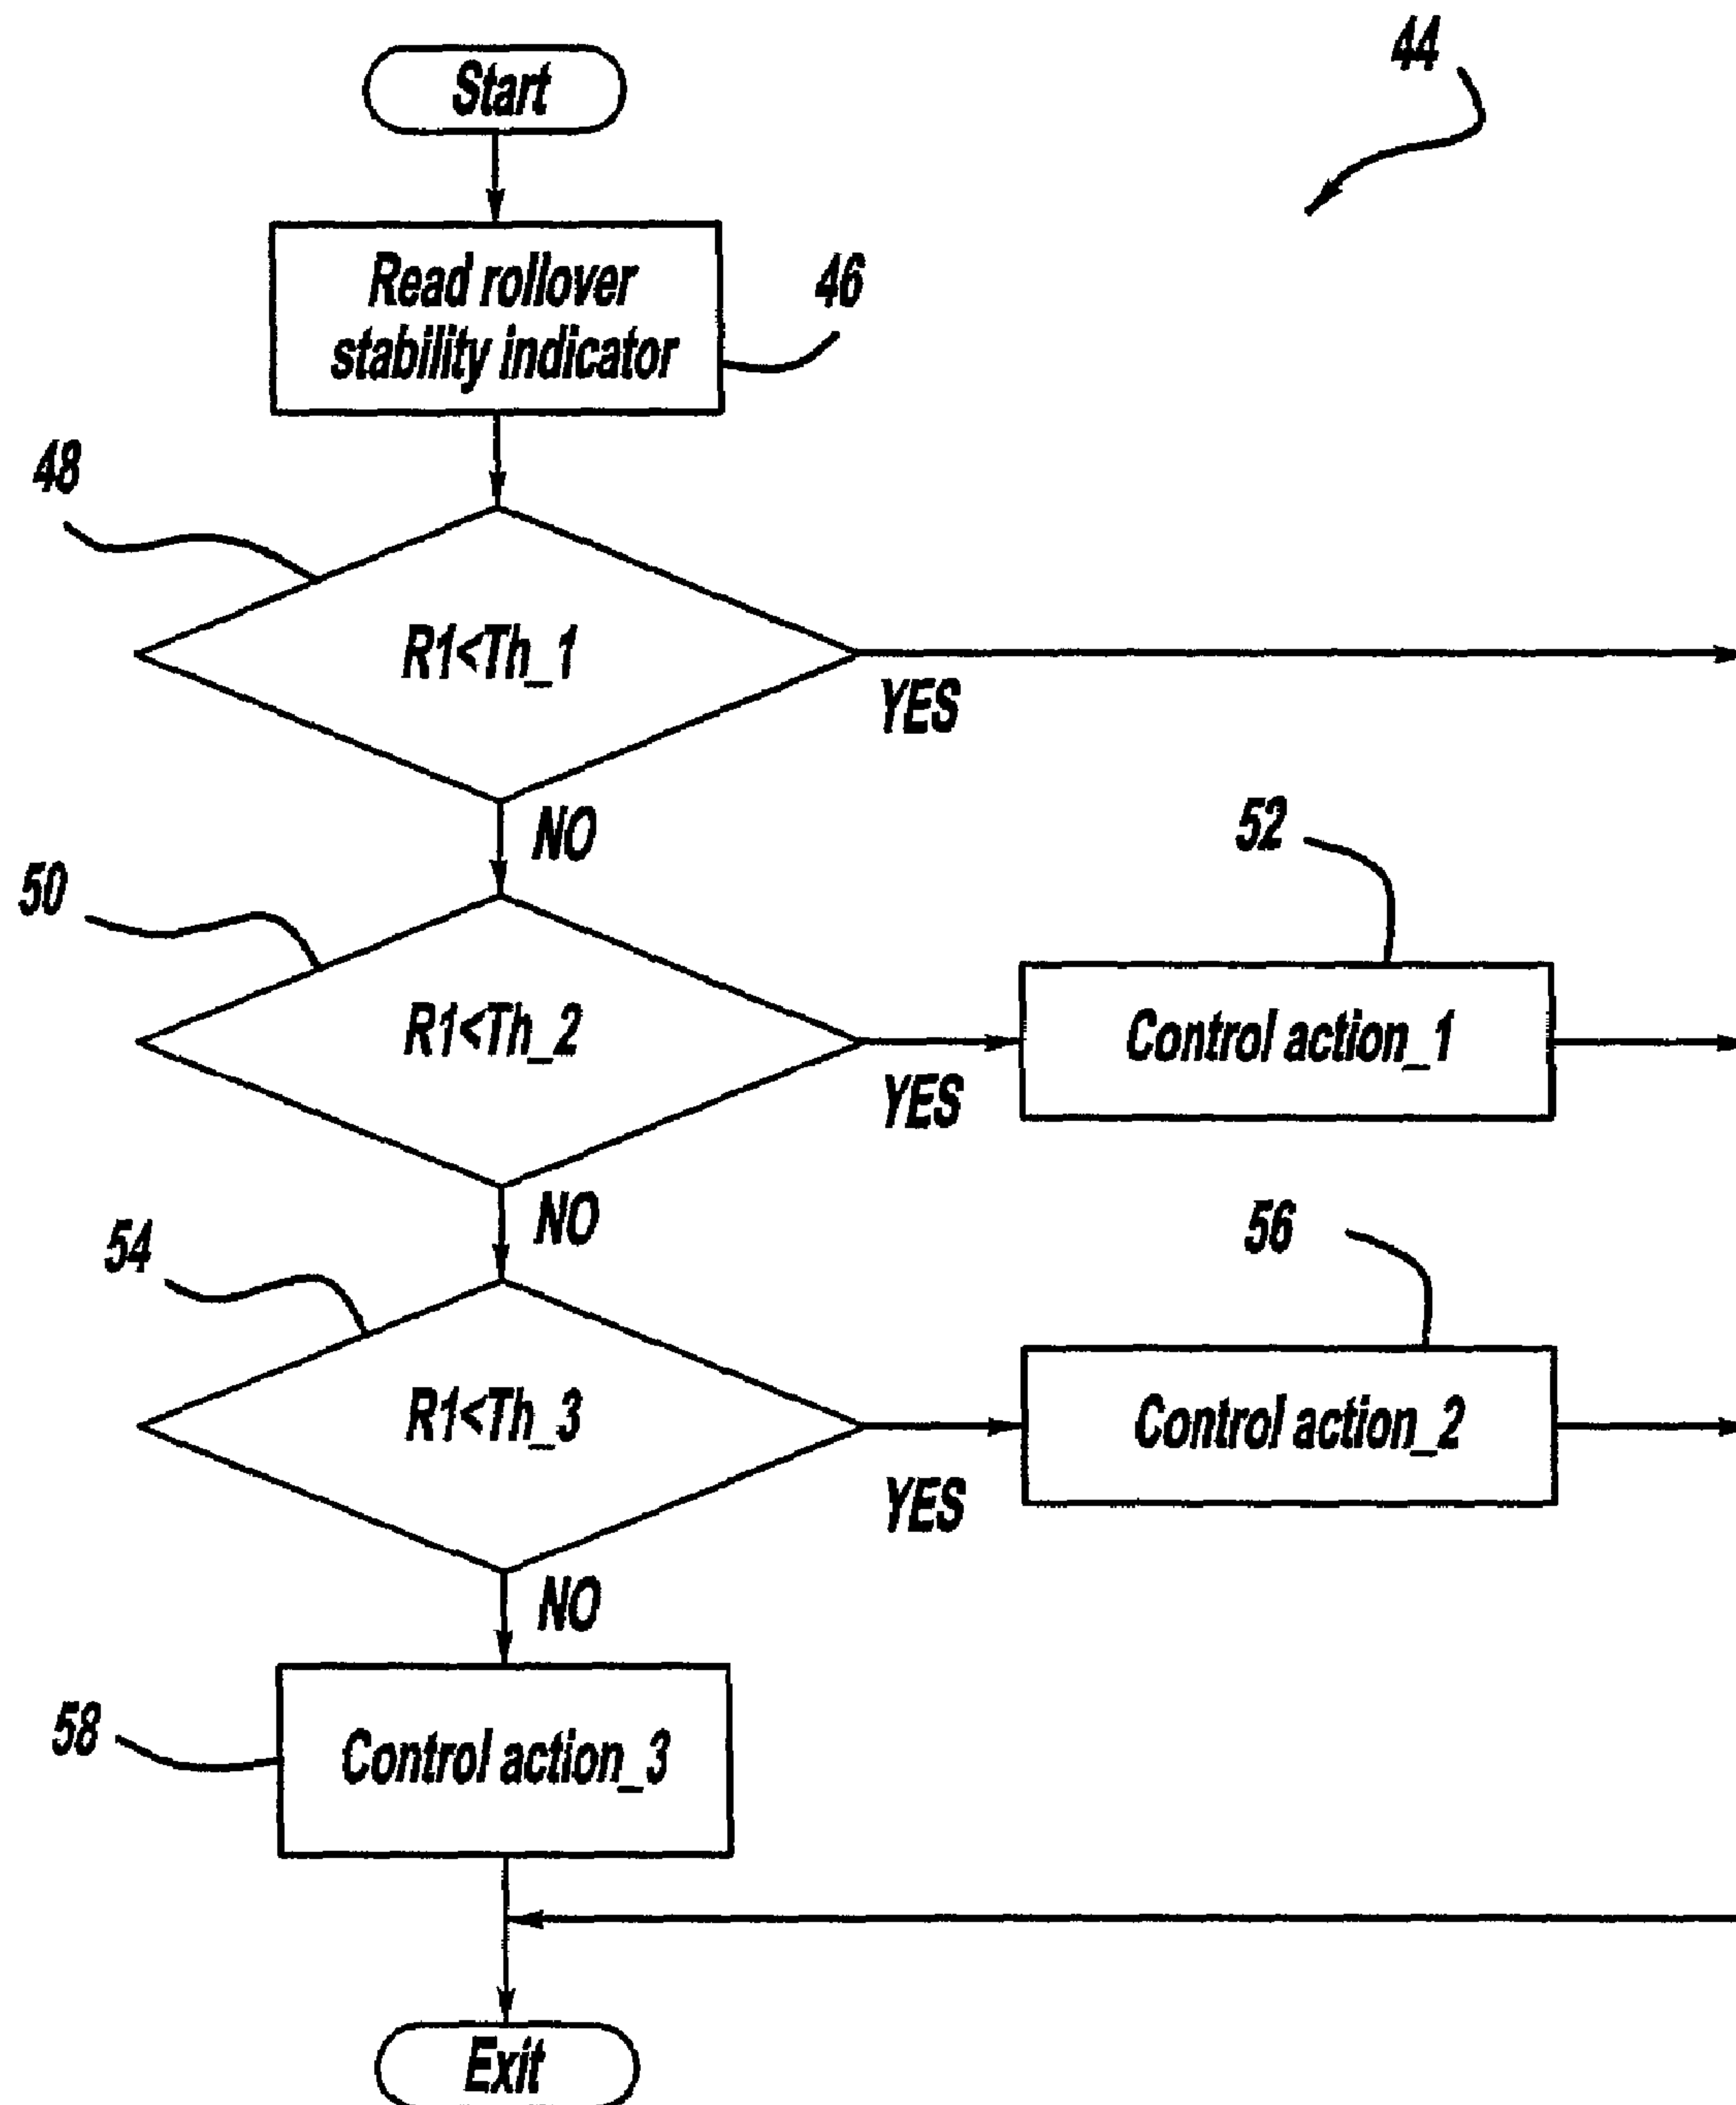 Start
44
Read rollover
stability indicator
46
48
R1<Th_1
YES
NO
50
R1<Th_2
YES
52
Control action_1
NO
54
R1<Th_3
YES
56
Control action_2
NO
58
Control action_3
Exit